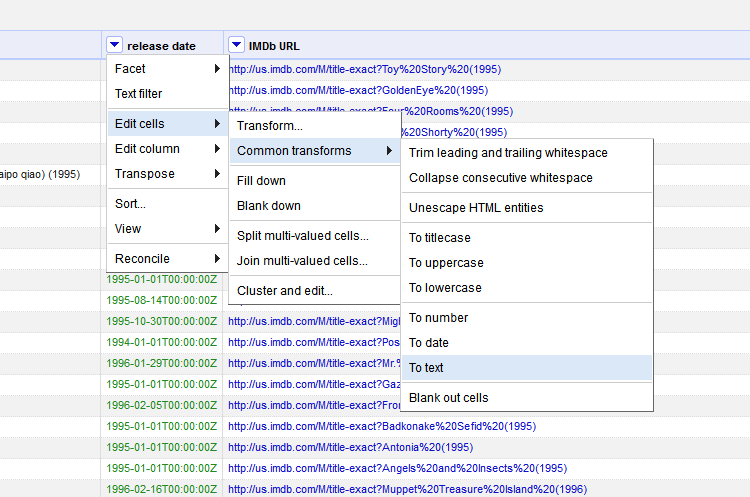 release date
IMDb URL
Facet
Text filter
Edit cells
Edit column
Transpose
Sort...
View
Reconcile
Transform...
Common transforms
Fill down
Blank down
Split multi-valued cells...
Join multi-valued cells...
Cluster and edit...
Trim leading and trailing whitespace
Collapse consecutive whitespace
Unescape HTML entities
To titlecase
To uppercase
To lowercase
To number
To date
To text
Blank out cells
http://us.imdb.com/M/title-exact?Toy%20Story%20(1995)
http://us.imdb.com/M/title-exact?GoldenEye%20(1995)
http://us.imdb.com/M/title-exact?Four%20Rooms%20(1995)
%20Shorty%20(1995)
aipo qiao) (1995)
1995-01-01T00:00:00Z
1995-08-14T00:00:00Z
1995-10-30T00:00:00Z http://us.imdb.com/M/title-exact?Migh
1994-01-01T00:00:00Z http://us.imdb.com/M/title-exact?Pos
1996-01-29T00:00:00Z http://us.imdb.com/M/title-exact?Mr.%
1995-01-01T00:00:00Z http://us.imdb.com/M/title-exact?Gaz
1996-02-05T00:00:00Z http://us.imdb.com/M/title-exact?Fro
1995-01-01T00:00:00Z http://us.imdb.com/M/title-exact?Badkonake%20Sefid%20(1995)
1995-01-01T00:00:00Z http://us.imdb.com/M/title-exact?Antonia%20(1995)
1995-01-01T00:00:00Z http://us.imdb.com/M/title-exact?Angels%20and%20Insects%20(1995)
1996-02-16T00:00:00Z http://us.imdb.com/M/title-exact?Muppet%20Treasure%20Island%20(1996)